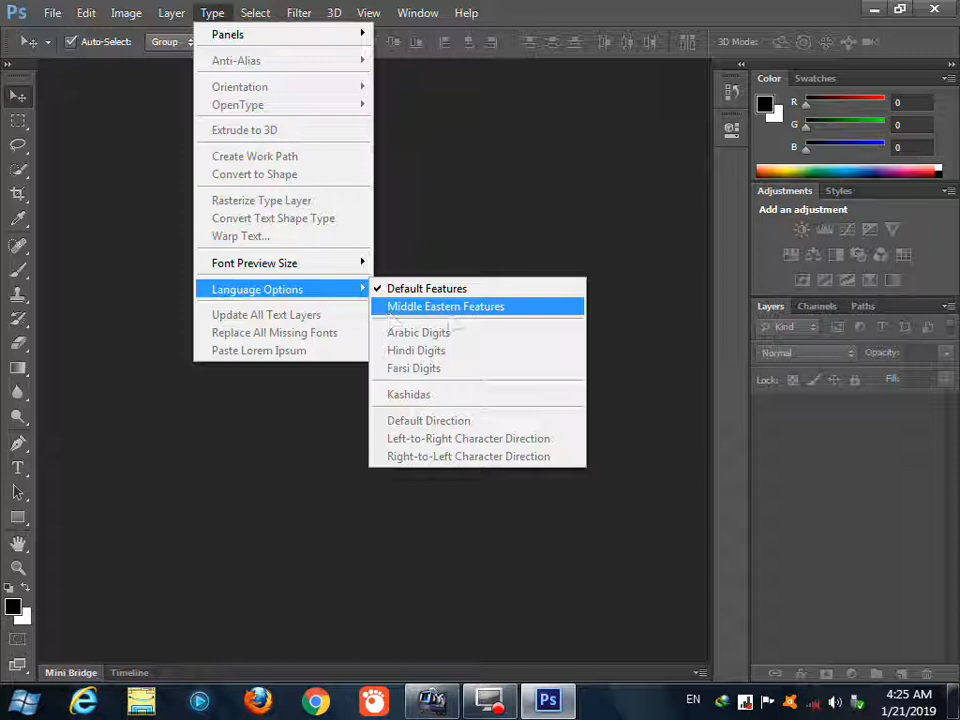 Ps File Edit Image Layer Type Select Filter 3D View Window Help
Auto-Select: Group 3D Mode:
Panels
Anti-Alias
Orientation
OpenType
Extrude to 3D
Create Work Path
Convert to Shape
Rasterize Type Layer
Convert Text Shape Type
Warp Text...
Font Preview Size
Language Options
Update All Text Layers
Replace All Missing Fonts
Paste Lorem Ipsum
Default Features
Middle Eastern Features
Arabic Digits
Hindi Digits
Farsi Digits
Kashidas
Default Direction
Left-to-Right Character Direction
Right-to-Left Character Direction
Color Swatches
R 0
G 0
B 0
Adjustments Styles
Add an adjustment
Layers Channels Paths
Kind
Normal Opacity:
Lock: Fill:
Mini Bridge Timeline
Ps EN 4:25 AM
1/21/2019